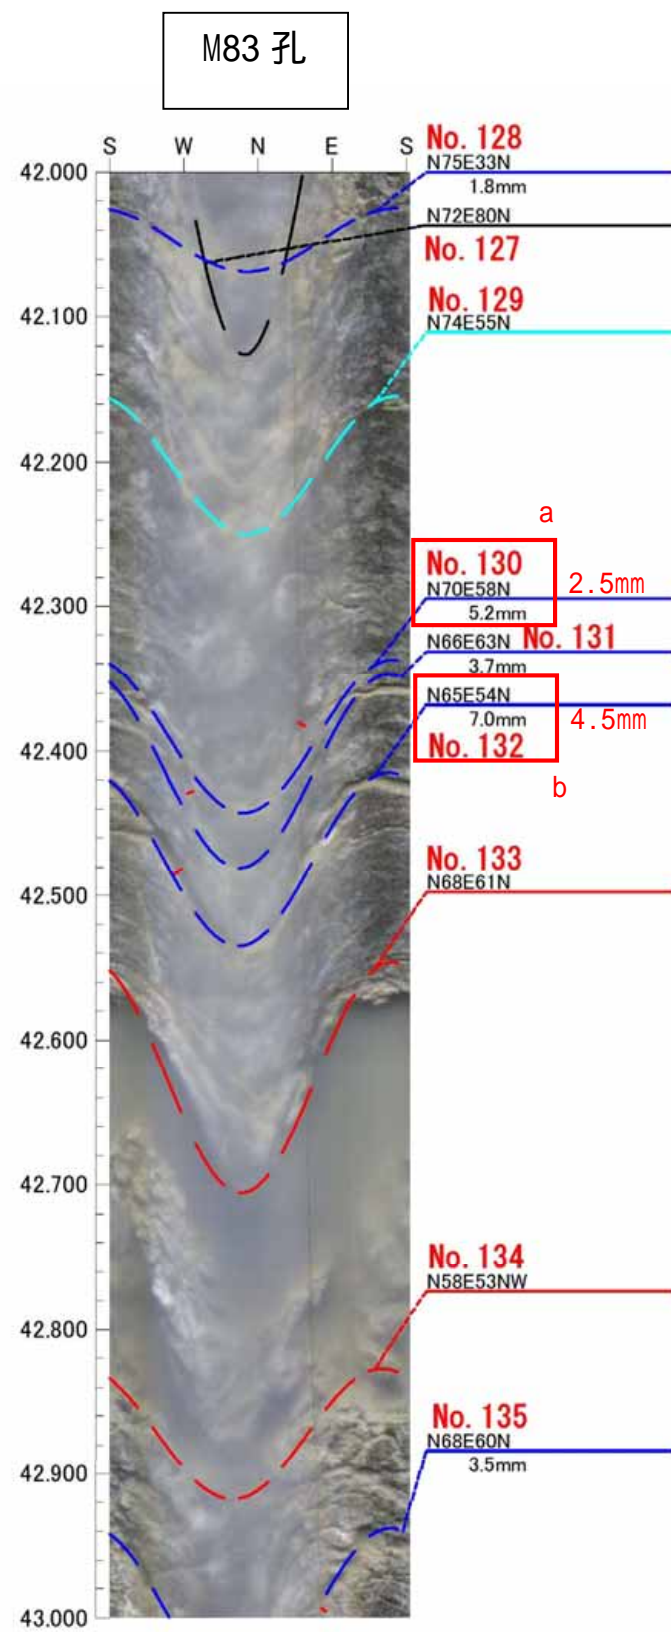 M83 孔
S W N E S
No. 128
42.000
N75E33N
1.8mm
N72E80N
No. 127
No. 129
42.100
N74E55N
42.200
a
No. 130
N70E58N
2.5mm
42.300
5.2mm
N66E63N No. 131
3.7mm
N65E54N
7.0mm
4.5mm
No. 132
42.400
b
No. 133
N68E61N
42.500
42.600
42.700
No. 134
N58E53NW
42.800
No. 135
N68E60N
3.5mm
42.900
43.000